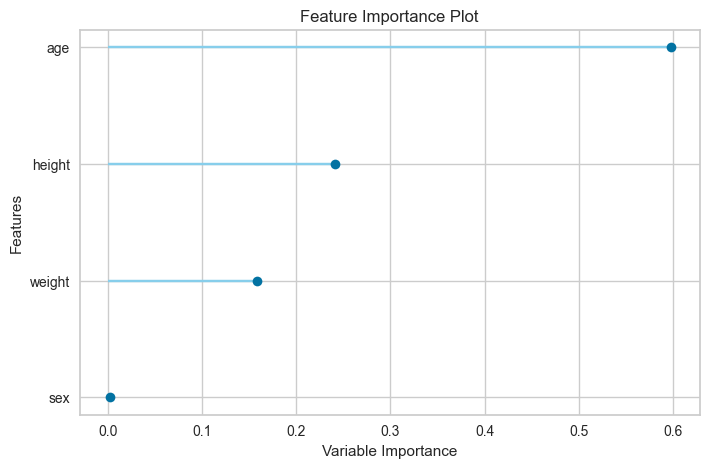 Feature Importance Plot
age
height
weight
sex
Features
0.0 0.1 0.2 0.3 0.4 0.5 0.6
Variable Importance